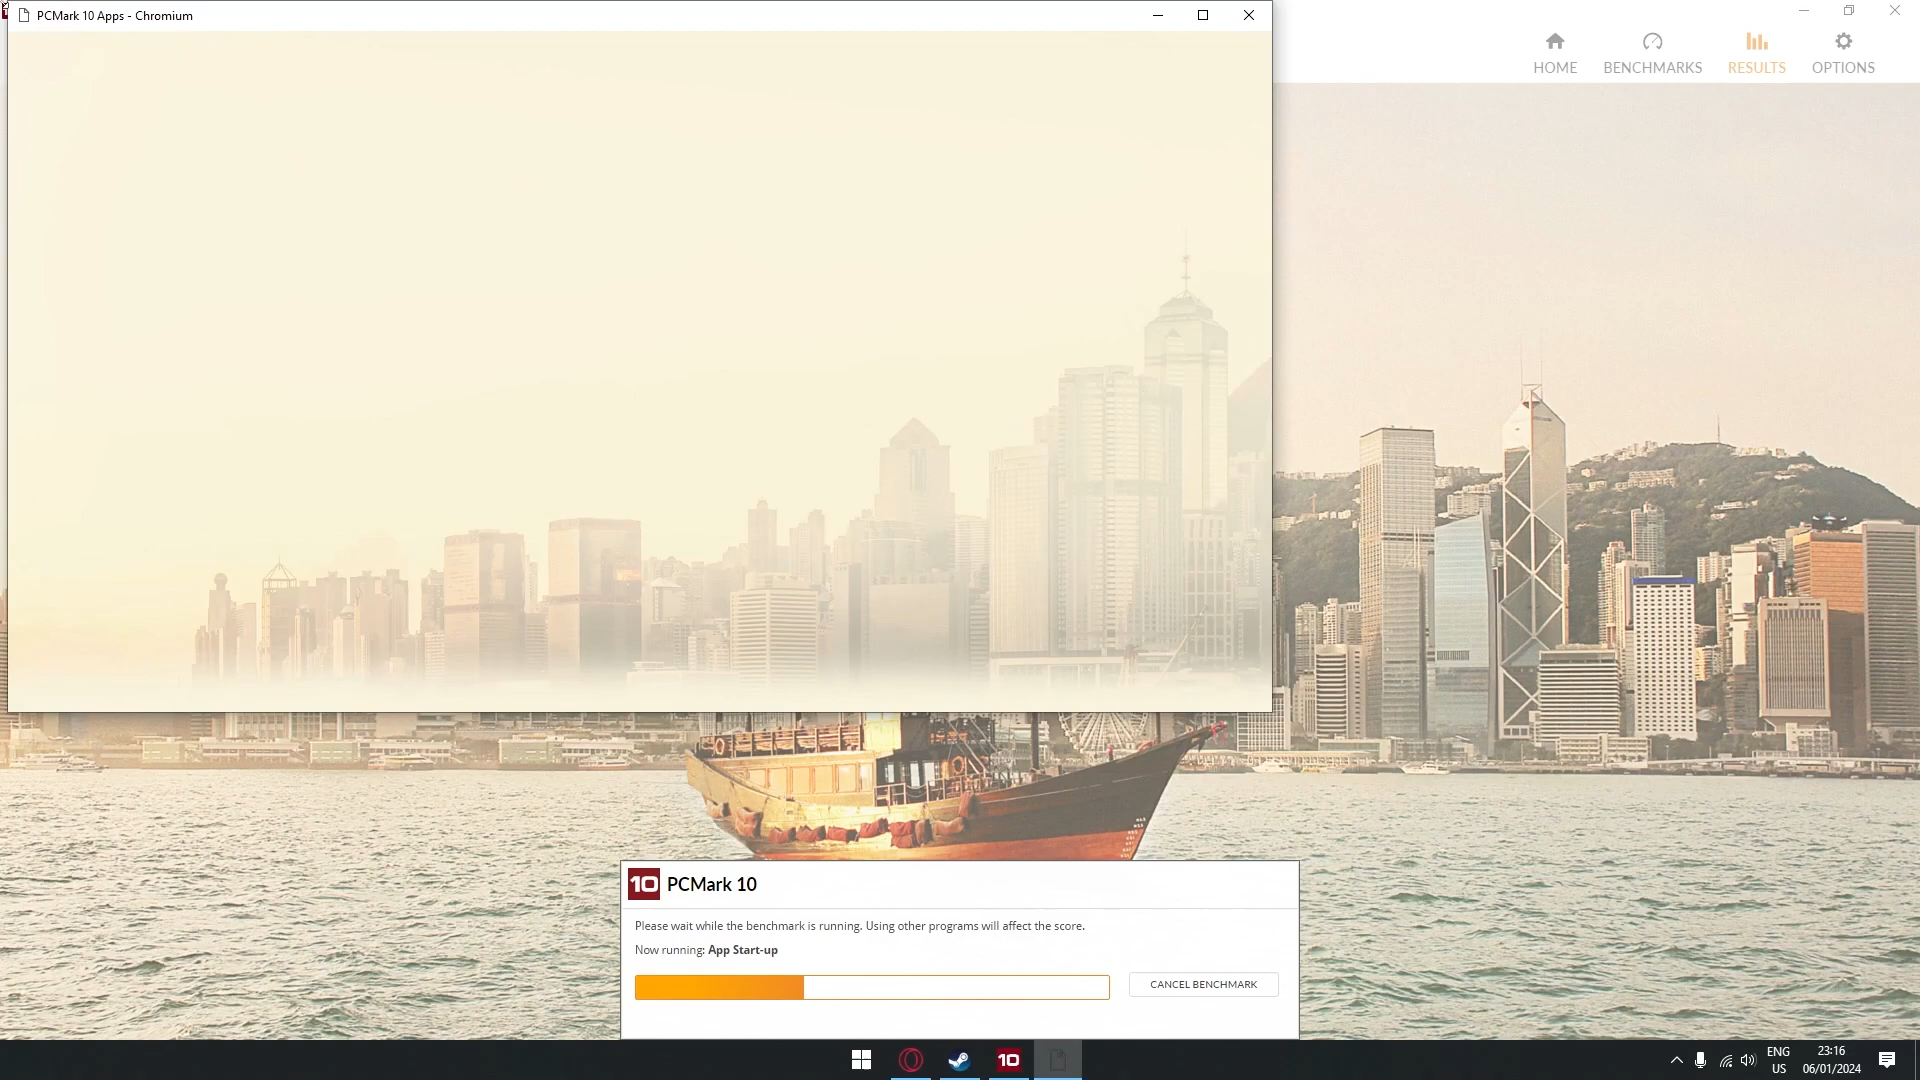 PCMark 10 Apps - Chromium
HOME
BENCHMARKS
RESULTS
OPTIONS
10
PCMark 10
Please wait while the benchmark is running. Using other programs will affect the score.
Now running: App Start-up
CANCEL BENCHMARK
10
ENG
US
23:16
06/01/2024